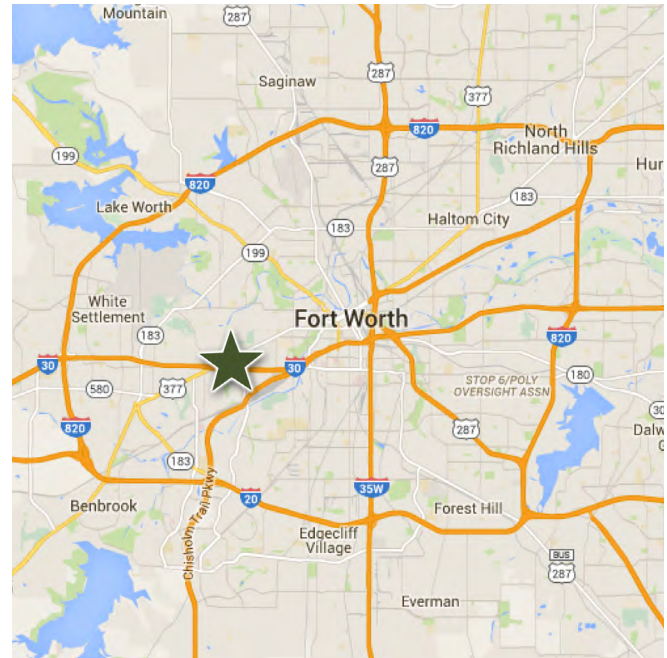 Mountain
287
Saginaw
287
377
820
North
Richland Hills
199
287
Hur
820
Lake Worth
183
183
Haltom City
199
White
Settlement
Fort Worth
183
820
30
30
377
580
STOP 6/POLY
OVERSIGHT ASSN
180
30
820
287
Dalw
G
183
20
35W
Benbrook
Chisholm Trail Pkwy
Forest Hill
Edgecliff
Village
BUS
287
Everman